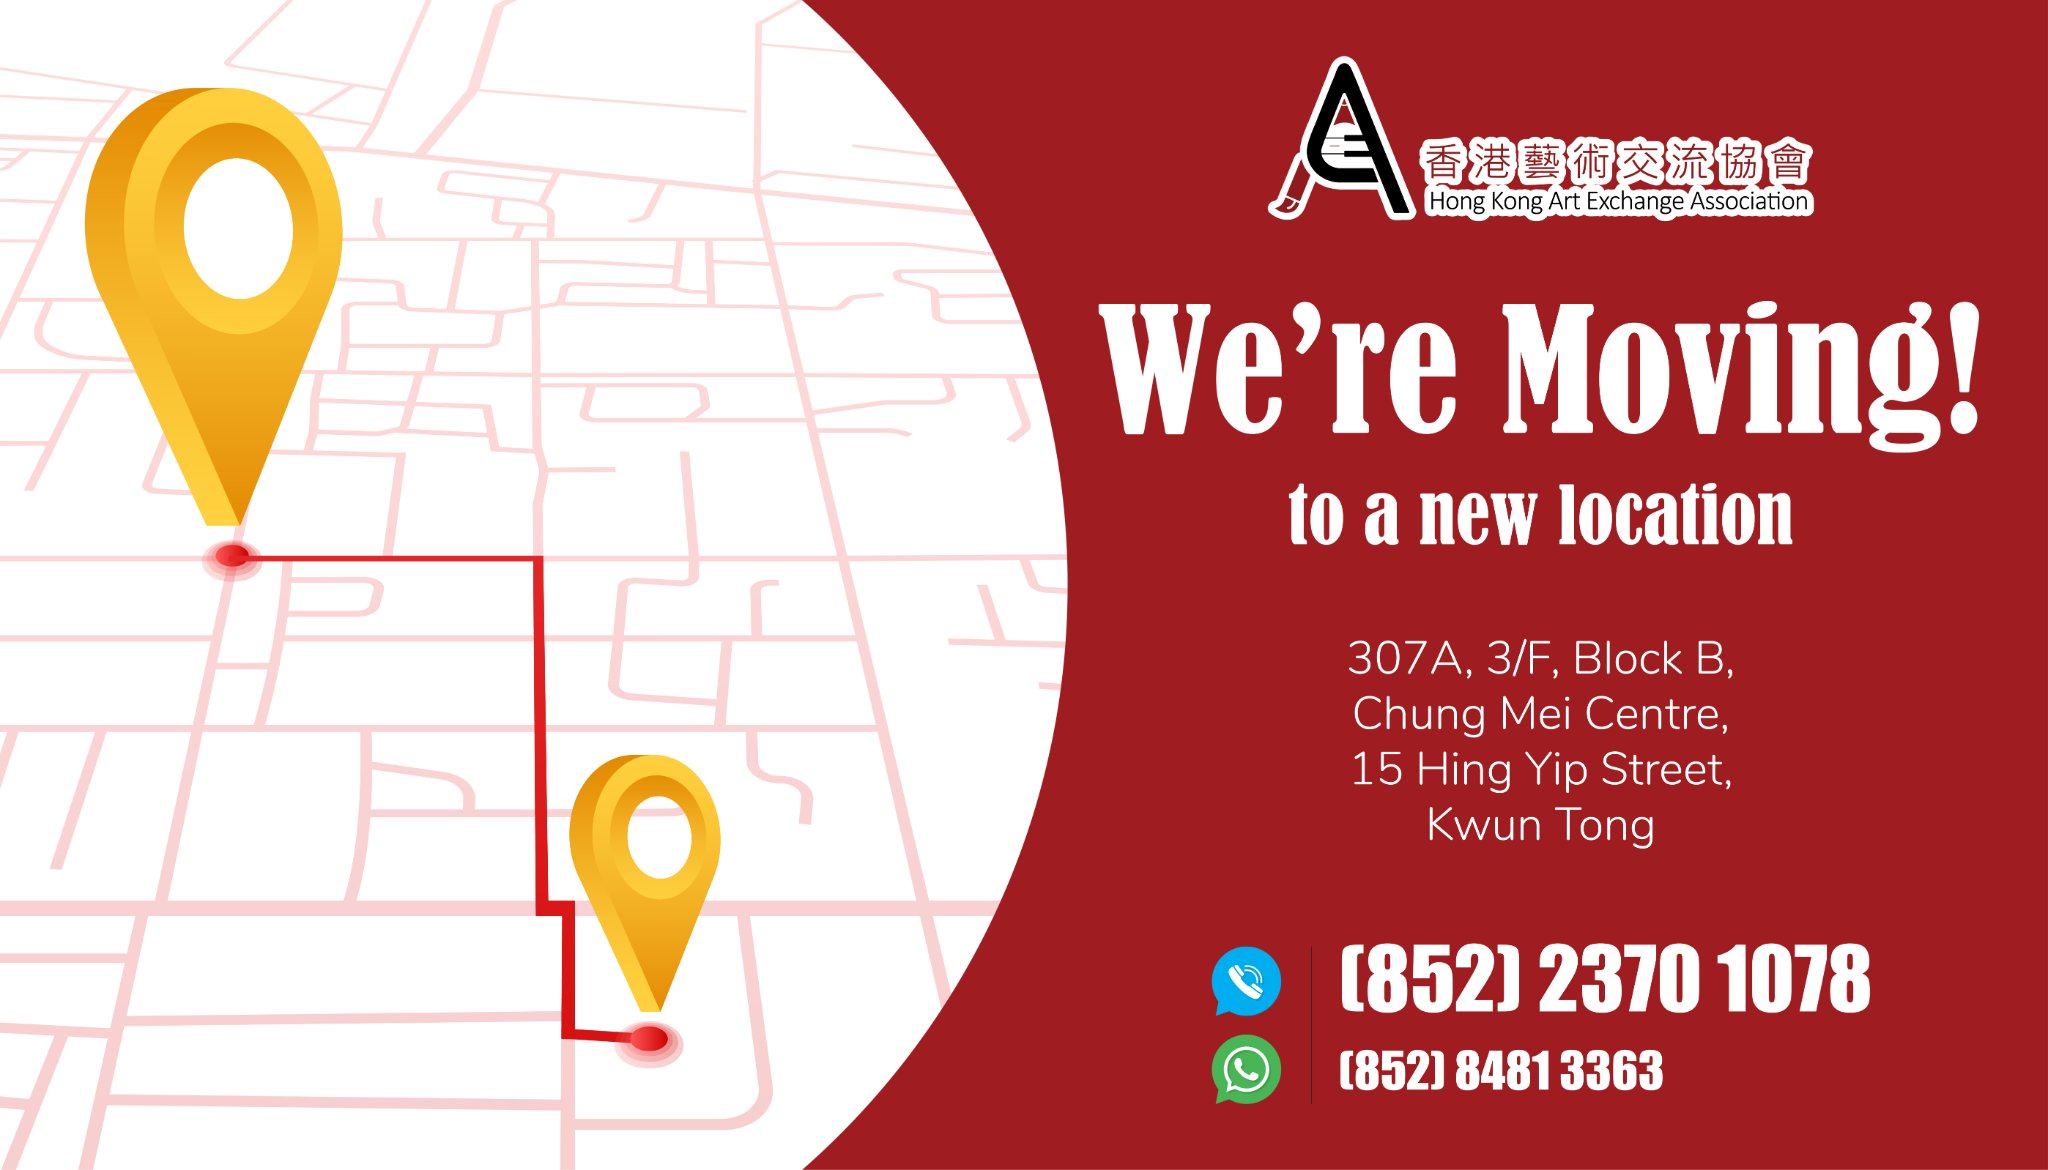 香港藝術交流協會
Hong Kong Art Exchange Association
We're Moving!
to a new location
307A, 3/F, Block B,
Chung Mei Centre,
15 Hing Yip Street,
Kwun Tong
(852) 2370 1078
(852) 8481 3363